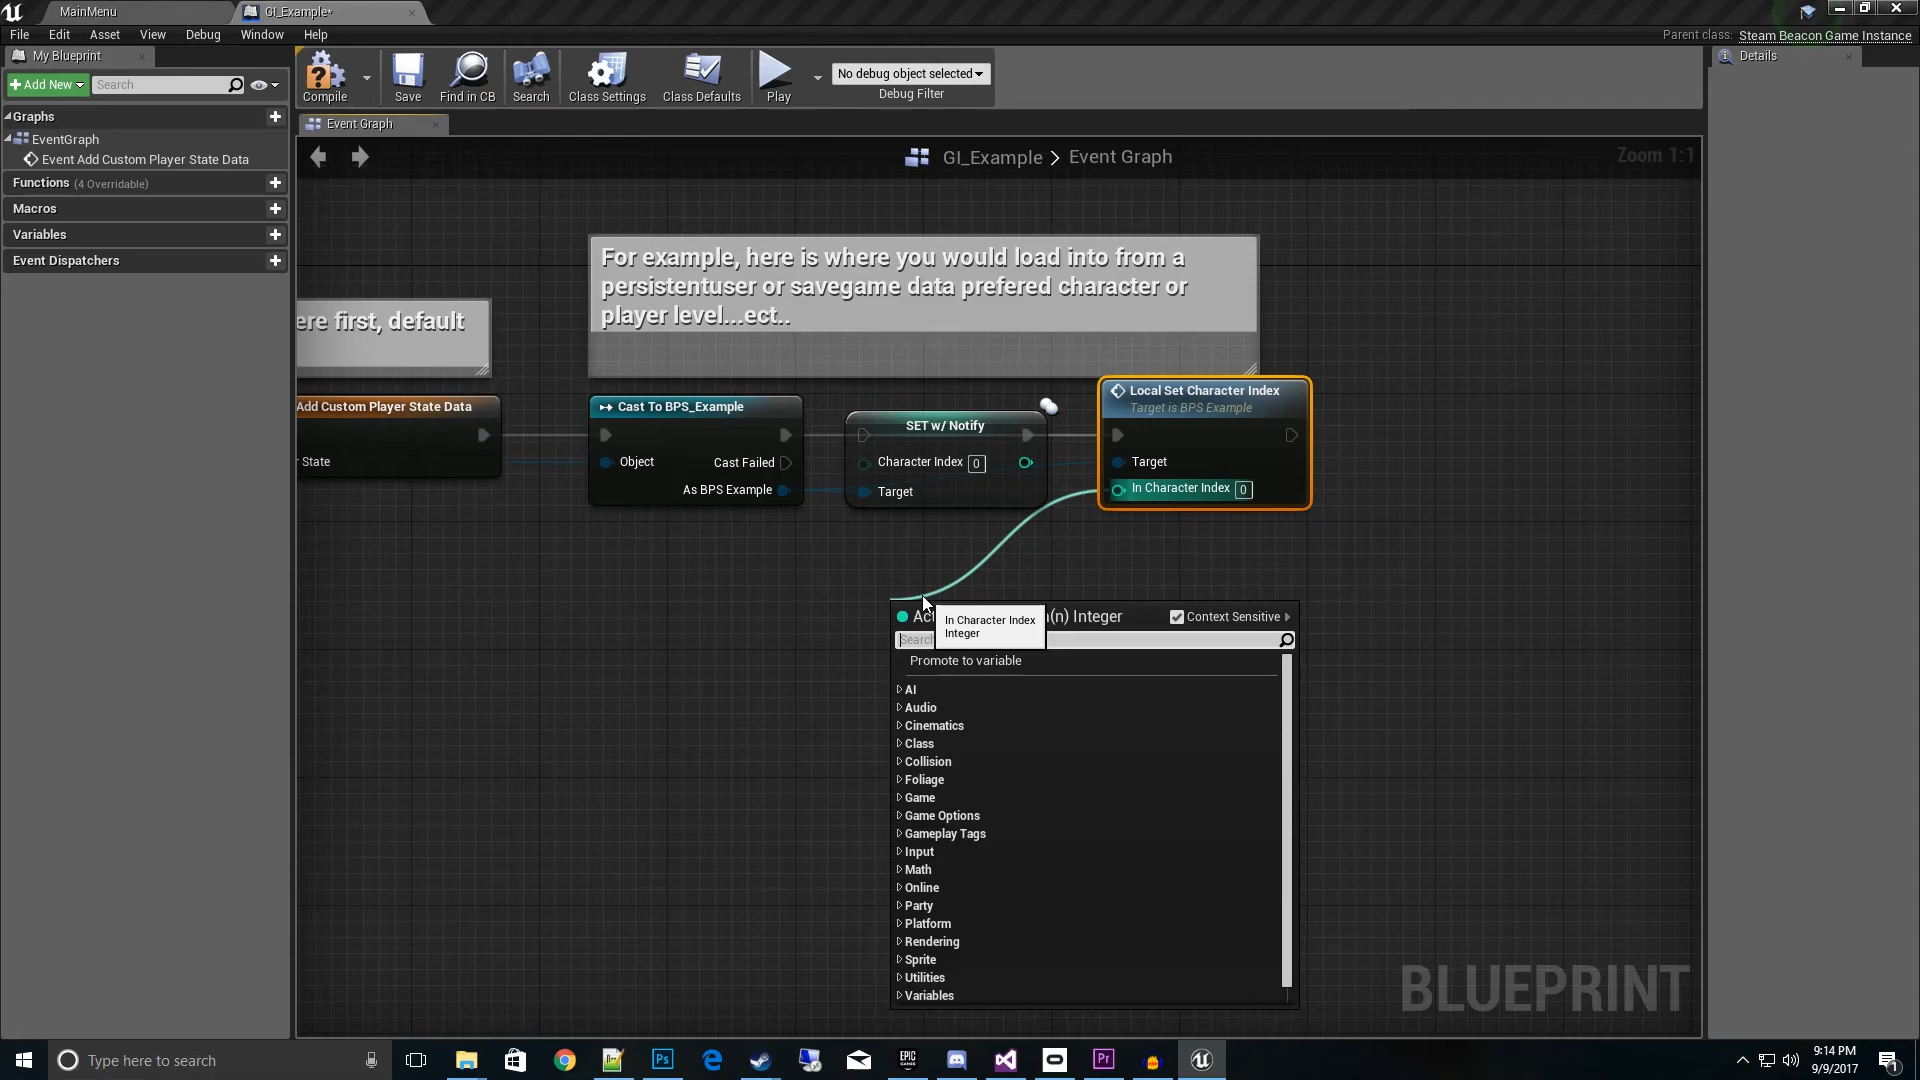 MainMenu
GI_Example*
File Edit Asset View Debug Window Help
Parent class: Steam Beacon Game Instance
My Blueprint
Details
Add New
Search
Compile
Save
Find in CB
Search
Class Settings
Class Defaults
Play
No debug object selected
Debug Filter
Graphs
EventGraph
Event Add Custom Player State Data
Functions (4 Overridable)
Macros
Variables
Event Dispatchers
Event Graph
GI_Example > Event Graph
Zoom 1:1
For example, here is where you would load into from a
persistentuser or savegame data prefered character or
player level...ect..
ere first, default
Add Custom Player State Data
r State
Cast To BPS_Example
Object
Cast Failed
As BPS Example
SET w/ Notify
Character Index 0
Target
Local Set Character Index
Target is BPS Example
Target
In Character Index 0
(n) Integer
Context Sensitive
In Character Index
Integer
Search
Promote to variable
AI
Audio
Cinematics
Class
Collision
Foliage
Game
Game Options
Gameplay Tags
Input
Math
Online
Party
Platform
Rendering
Sprite
Utilities
Variables
BLUEPRINT
Type here to search
Ps
EPIC
GAMES
Pr
9:14 PM
9/9/2017
1